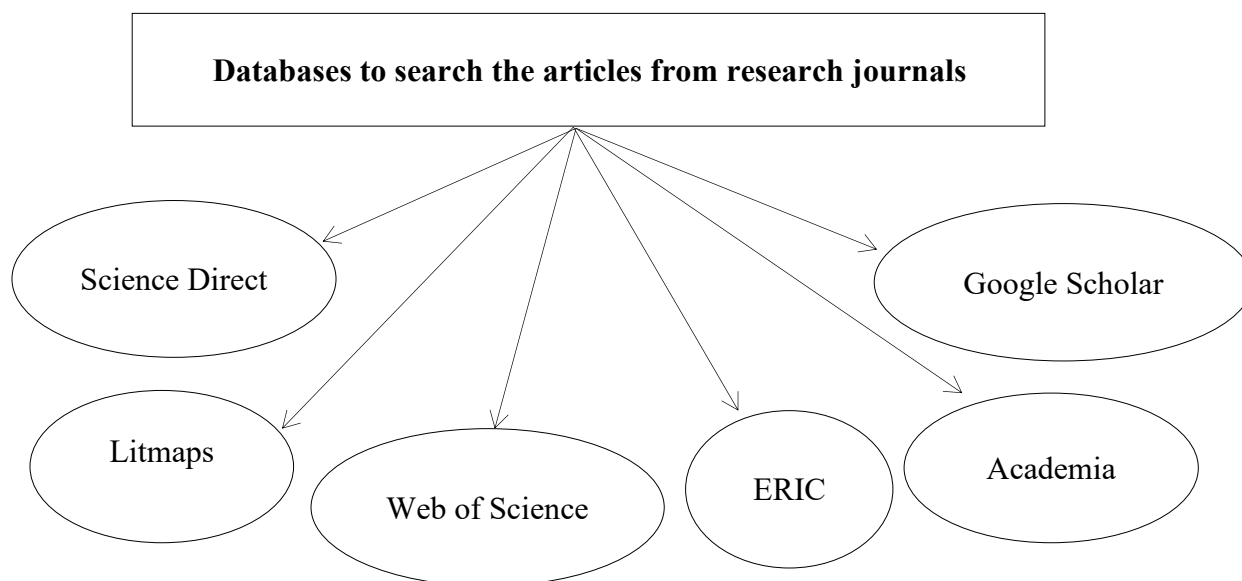 Databases to search the articles from research journals
Science Direct
Google Scholar
Litmaps
Web of Science
ERIC
Academia